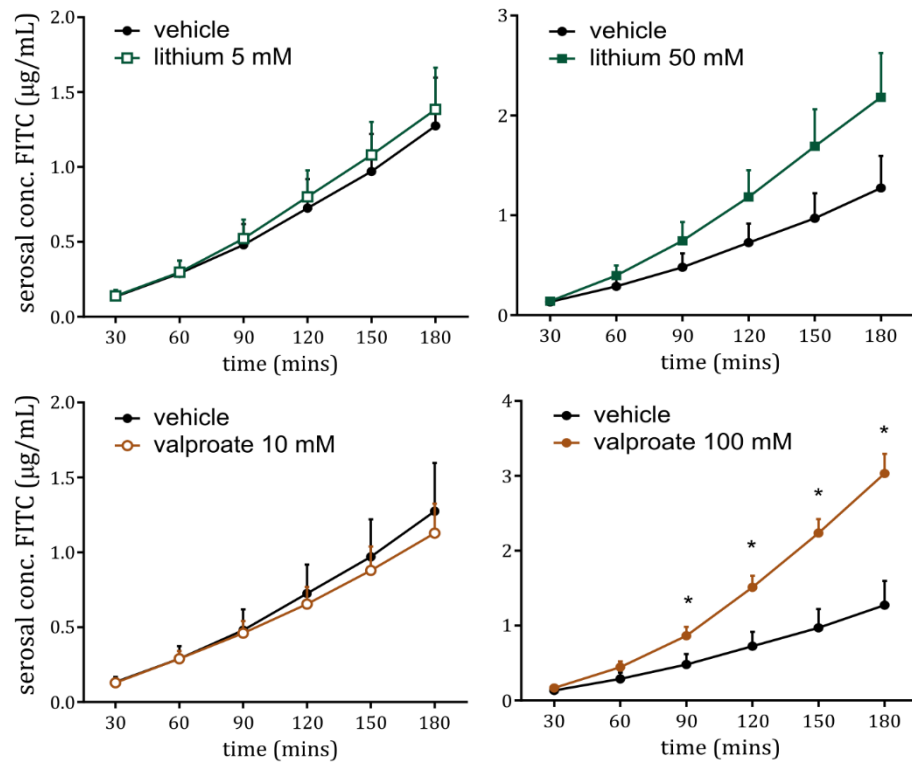 serosal conc. FITC (µg/mL)
2.0
1.5
1.0
0.5
0.0
vehicle
lithium 5 mM
30 60 90 120 150 180
time (mins)
3
2
1
0
vehicle
lithium 50 mM
30 60 90 120 150 180
time (mins)
serosal conc. FITC (µg/mL)
2.0
1.5
1.0
0.5
0.0
vehicle
valproate 10 mM
30 60 90 120 150 180
time (mins)
4
3
2
1
0
vehicle
valproate 100 mM
* * * *
30 60 90 120 150 180
time (mins)